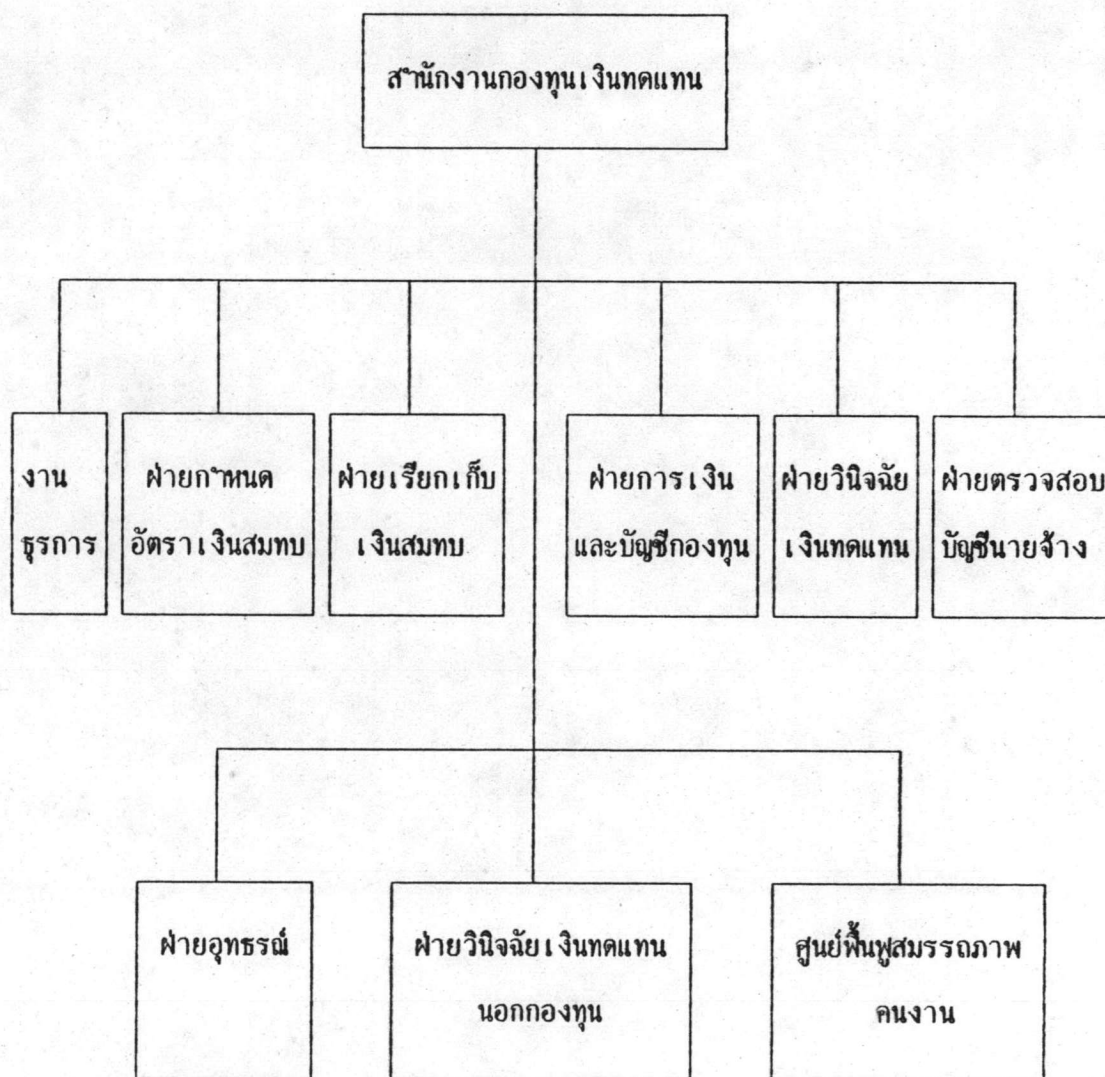 สำนักงานกองทุนเงินทดแทน
งาน
ธุรการ
ฝ่ายกำหนด
อัตราเงินสมทบ
ฝ่ายเรียกเก็บ
เงินสมทบ
ฝ่ายการเงิน
และบัญชีกองทุน
ฝ่ายวินิจฉัย
เงินทดแทน
ฝ่ายตรวจสอบ
บัญชีนายจ้าง
ฝ่ายอุทธรณ์
ฝ่ายวินิจฉัยเงินทดแทน
นอกกองทุน
ศูนย์ฟื้นฟูสมรรถภาพ
คนงาน